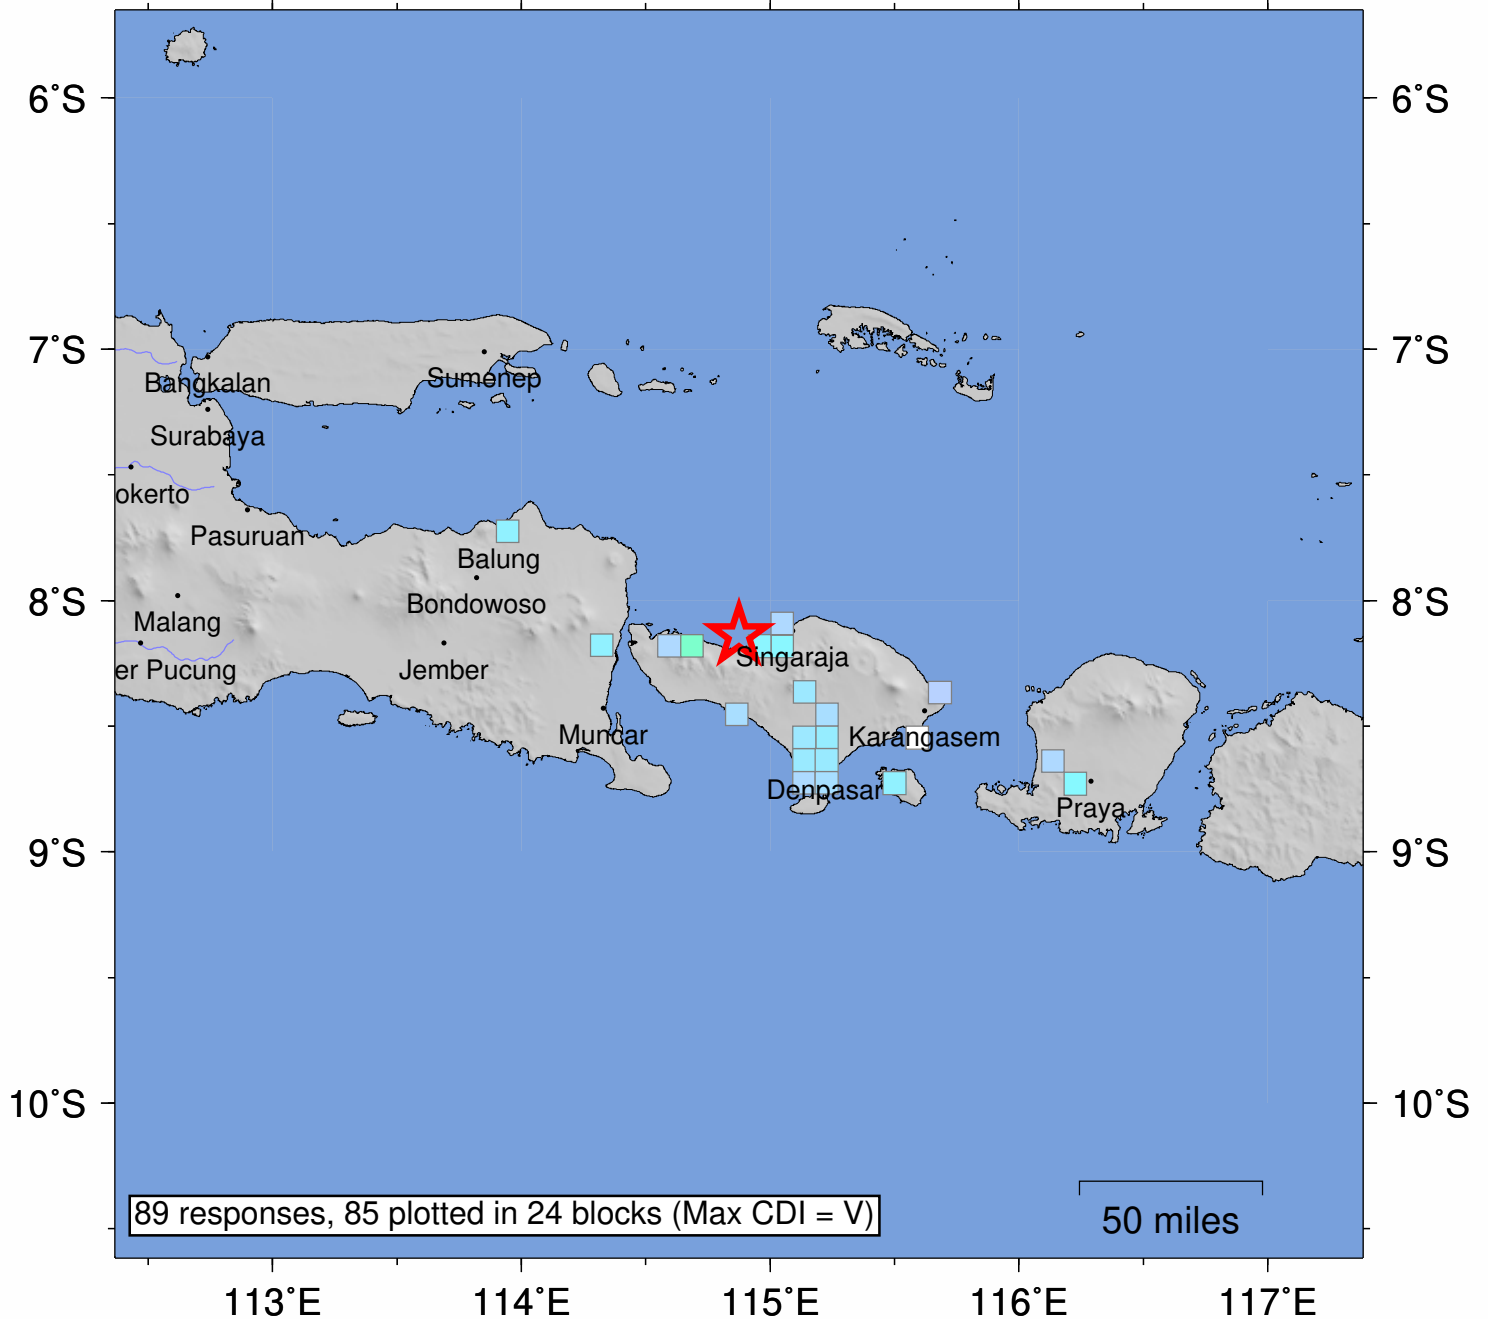 6°S
6°S
7°S
7°S
Bangkalan
Sumenep
Surabaya
okerto
Pasuruan
Balung
8°S
8°S
Bondowoso
Malang
er Pucung
Jember
Singaraja
Muncar
Karangasem
Denpasar
Praya
9°S
9°S
10°S
10°S
89 responses, 85 plotted in 24 blocks (Max CDI = V)
50 miles
113°E
114°E
115°E
116°E
117°E